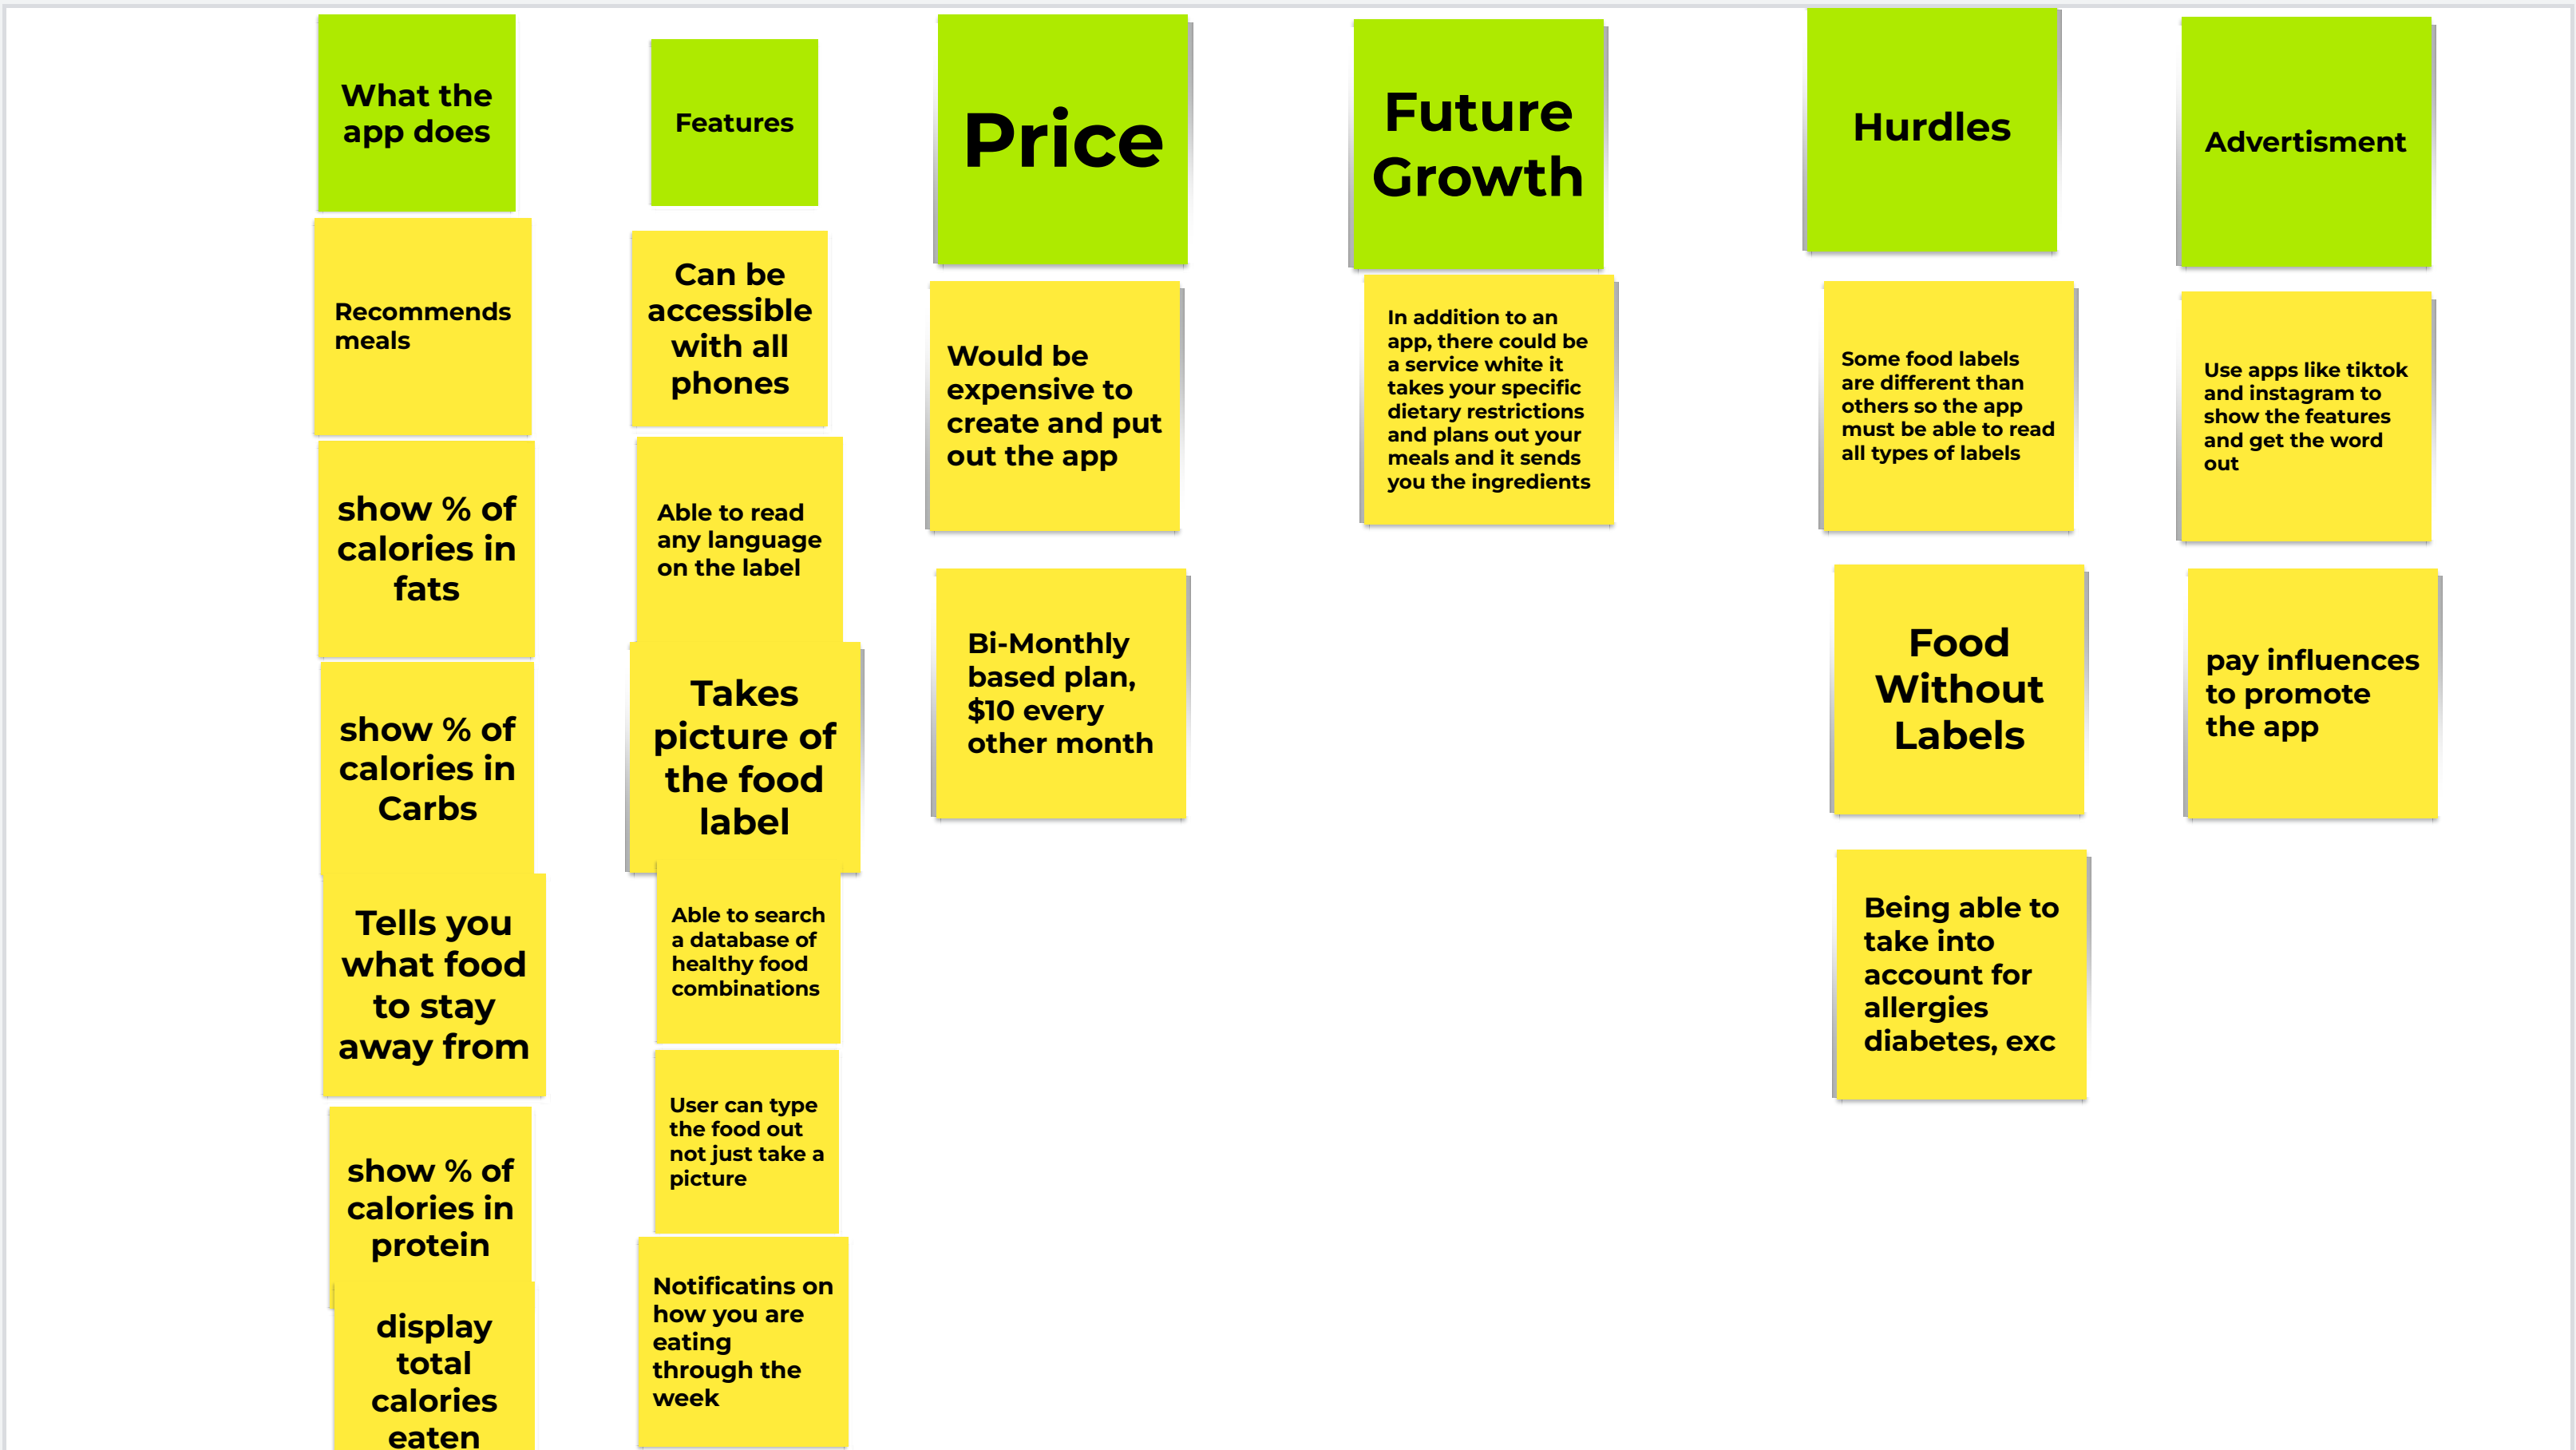 What the
app does
Recommends
meals
show % of
calories in
fats
show % of
calories in
Carbs
Tells you
what food
to stay
away from
show % of
calories in
protein
display
total
calories
eaten
Features
Can be
accessible
with all
phones
Able to read
any language
on the label
Takes
picture of
the food
label
Able to search
a database of
healthy food
combinations
User can type
the food out
not just take a
picture
Notificatins on
how you are
eating
through the
week
Price
Would be
expensive to
create and put
out the app
Bi-Monthly
based plan,
$10 every
other month
Future
Growth
In addition to an
app, there could be
a service white it
takes your specific
dietary restrictions
and plans out your
meals and it sends
you the ingredients
Hurdles
Some food labels
are different than
others so the app
must be able to read
all types of labels
Food
Without
Labels
Being able to
take into
account for
allergies
diabetes, exc
Advertisment
Use apps like tiktok
and instagram to
show the features
and get the word
out
pay influences
to promote
the app